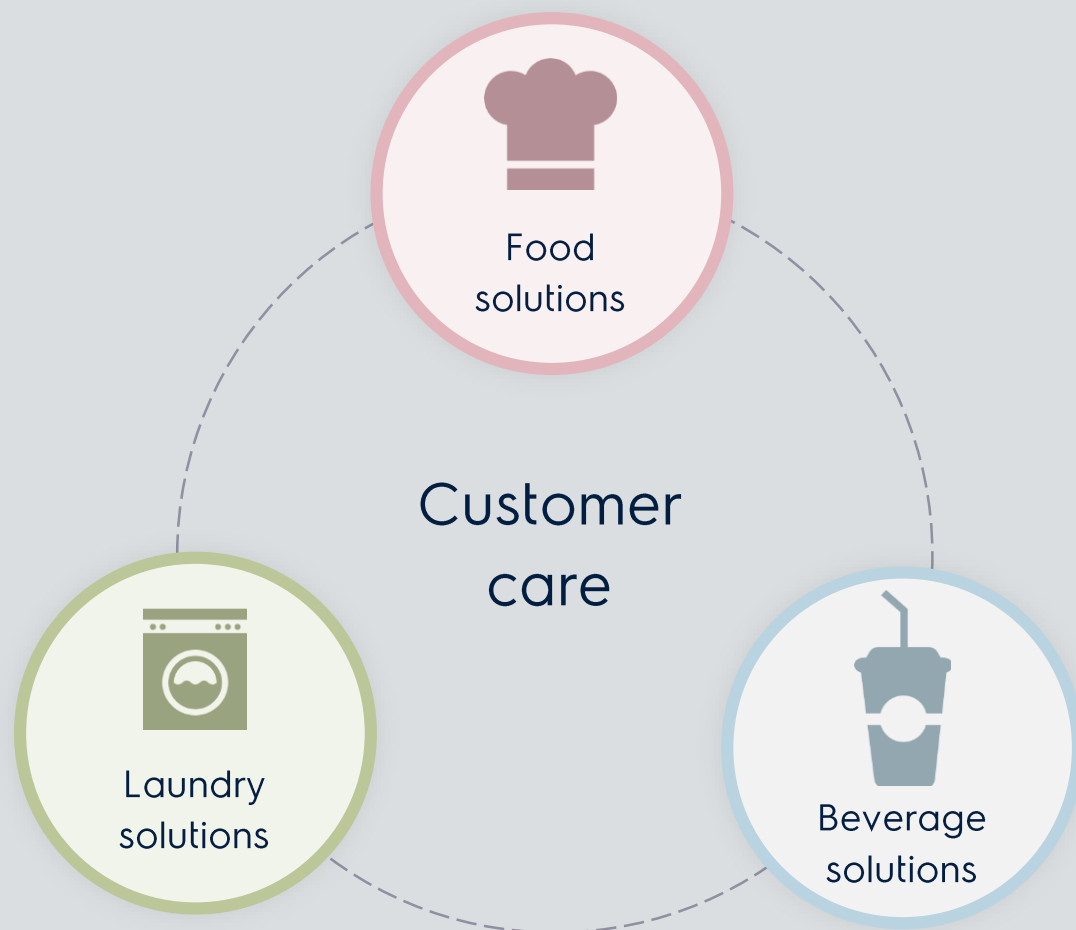 Food
solutions
Customer
care
Laundry
solutions
Beverage
solutions